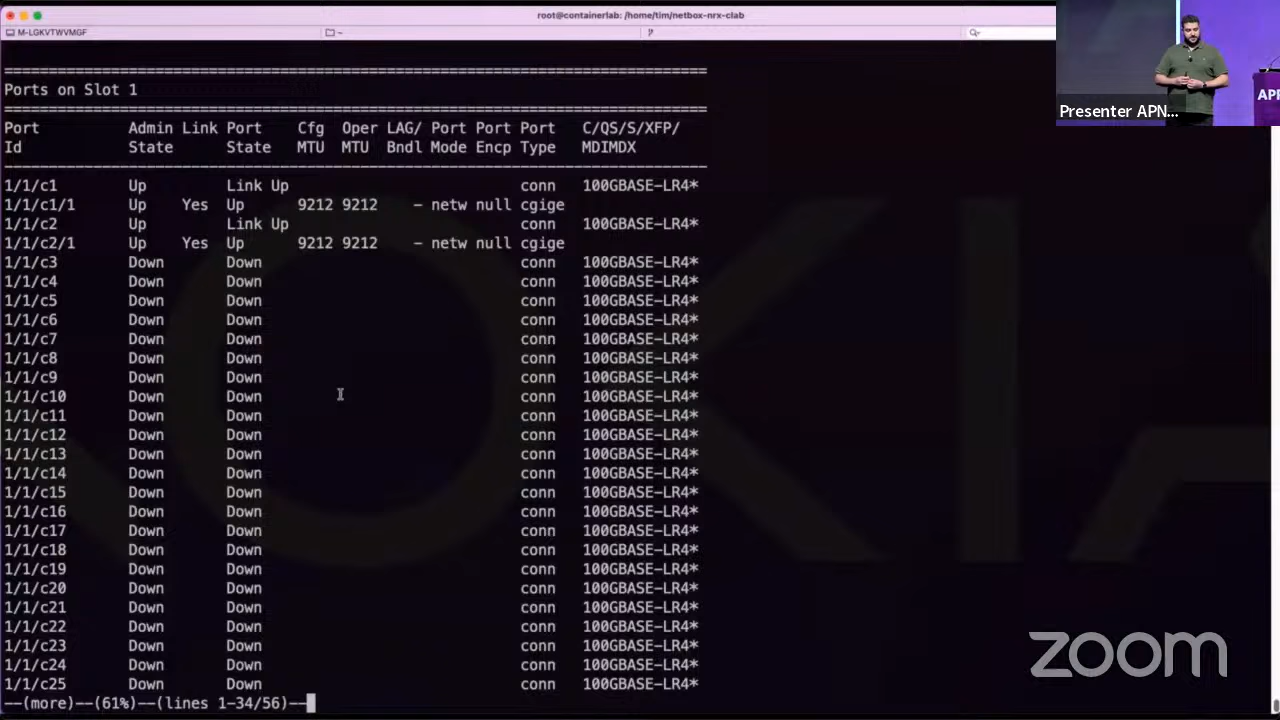 root@containerlab: /home/tim/netbox-nrx-clab
M-LGKVTWVMGF
Ports on Slot 1
Port Admin Link Port Cfg Oper LAG/ Port Port Port C/QS/S/XFP/
Id State State MTU MTU Bndl Mode Encp Type MDIMDX
1/1/c1 Up Link Up conn 100GBASE-LR4*
1/1/c1/1 Up Yes Up 9212 9212 - netw null cgige
1/1/c2 Up Link Up conn 100GBASE-LR4*
1/1/c2/1 Up Yes Up 9212 9212 - netw null cgige
1/1/c3 Down Down conn 100GBASE-LR4*
1/1/c4 Down Down conn 100GBASE-LR4*
1/1/c5 Down Down conn 100GBASE-LR4*
1/1/c6 Down Down conn 100GBASE-LR4*
1/1/c7 Down Down conn 100GBASE-LR4*
1/1/c8 Down Down conn 100GBASE-LR4*
1/1/c9 Down Down conn 100GBASE-LR4*
1/1/c10 Down Down conn 100GBASE-LR4*
1/1/c11 Down Down conn 100GBASE-LR4*
1/1/c12 Down Down conn 100GBASE-LR4*
1/1/c13 Down Down conn 100GBASE-LR4*
1/1/c14 Down Down conn 100GBASE-LR4*
1/1/c15 Down Down conn 100GBASE-LR4*
1/1/c16 Down Down conn 100GBASE-LR4*
1/1/c17 Down Down conn 100GBASE-LR4*
1/1/c18 Down Down conn 100GBASE-LR4*
1/1/c19 Down Down conn 100GBASE-LR4*
1/1/c20 Down Down conn 100GBASE-LR4*
1/1/c21 Down Down conn 100GBASE-LR4*
1/1/c22 Down Down conn 100GBASE-LR4*
1/1/c23 Down Down conn 100GBASE-LR4*
1/1/c24 Down Down conn 100GBASE-LR4*
1/1/c25 Down Down conn 100GBASE-LR4*
--(more)--(61%)--(lines 1-34/56)--
Presenter APN...
zoom